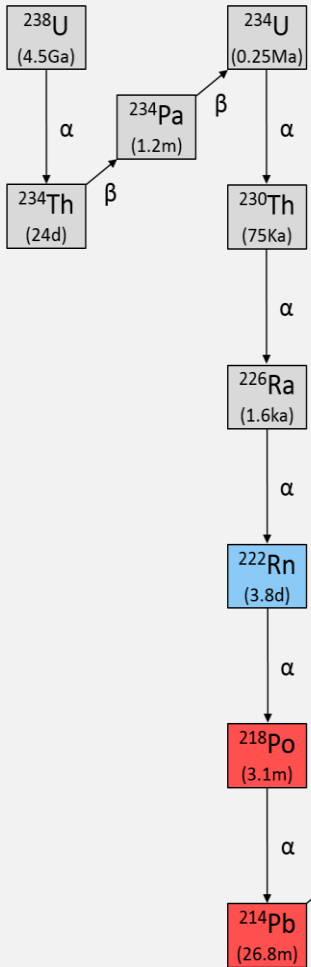 ²³⁸U
(4.5Ga)
α
²³⁴Th
(24d)
β
²³⁴Pa
(1.2m)
β
²³⁴U
(0.25Ma)
α
²³⁰Th
(75Ka)
α
²²⁶Ra
(1.6ka)
α
²²²Rn
(3.8d)
α
²¹⁸Po
(3.1m)
α
²¹⁴Pb
(26.8m)